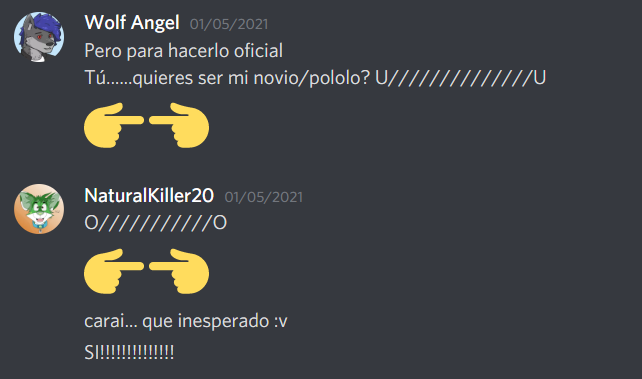 Wolf Angel 01/05/2021
Pero para hacerlo oficial
Tú......quieres ser mi novio/pololo? U//////////////U
NaturalKiller20 01/05/2021
O///////////O
carai... que inesperado :v
SI!!!!!!!!!!!!!!